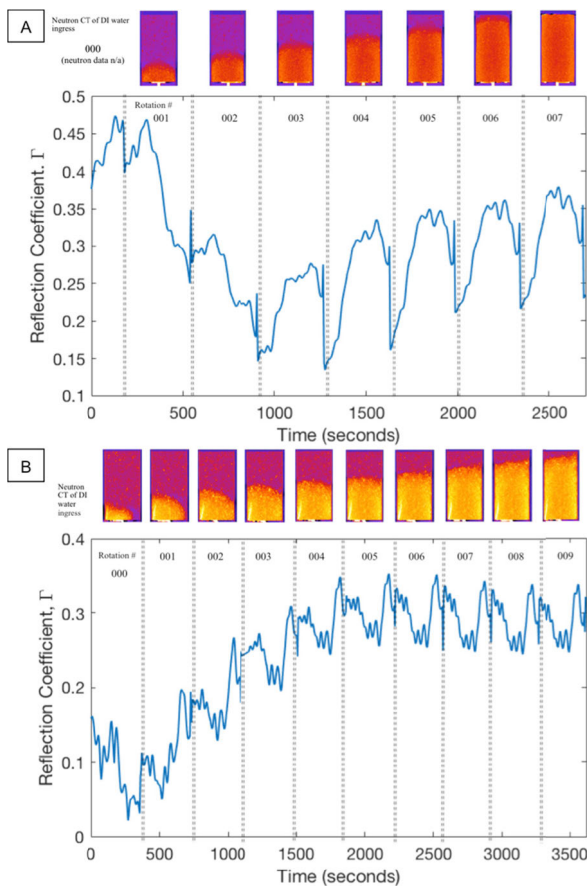 A
Neutron CT of DI water
ingress
000
(neutron data n/a)
Rotation #
001 002 003 004 005 006 007
0.5
0.45
0.4
0.35
0.3
0.25
0.2
0.15
0.1
Reflection Coefficient, Γ
0 500 1000 1500 2000 2500
Time (seconds)
B
Neutron
CT of DI
water
ingress
Rotation #
000 001 002 003 004 005 006 007 008 009
0.4
0.3
0.2
0.1
0
Reflection Coefficient, Γ
0 500 1000 1500 2000 2500 3000 3500
Time (seconds)